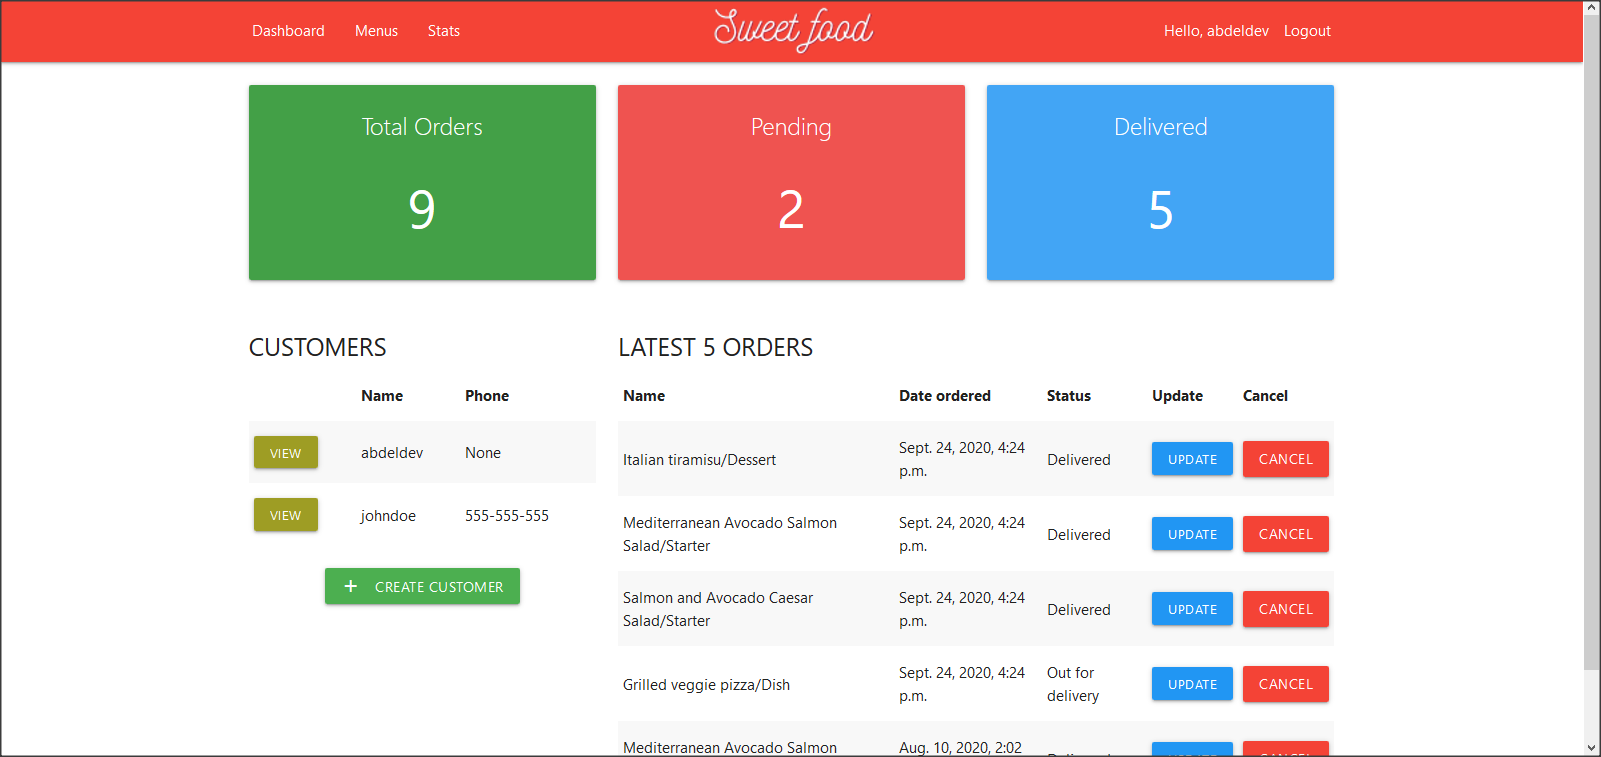 Dashboard Menus Stats Sweet food Hello, abdeldev Logout
Total Orders
9
Pending
2
Delivered
5
CUSTOMERS
Name Phone
VIEW abdeldev None
VIEW johndoe 555-555-555
+ CREATE CUSTOMER
LATEST 5 ORDERS
Name Date ordered Status Update Cancel
Italian tiramisu/Dessert Sept. 24, 2020, 4:24
p.m. Delivered UPDATE CANCEL
Mediterranean Avocado Salmon Sept. 24, 2020, 4:24
Salad/Starter p.m. Delivered UPDATE CANCEL
Salmon and Avocado Caesar Sept. 24, 2020, 4:24
Salad/Starter p.m. Delivered UPDATE CANCEL
Grilled veggie pizza/Dish Sept. 24, 2020, 4:24 Out for
p.m. delivery UPDATE CANCEL
Mediterranean Avocado Salmon Aug. 10, 2020, 2:02